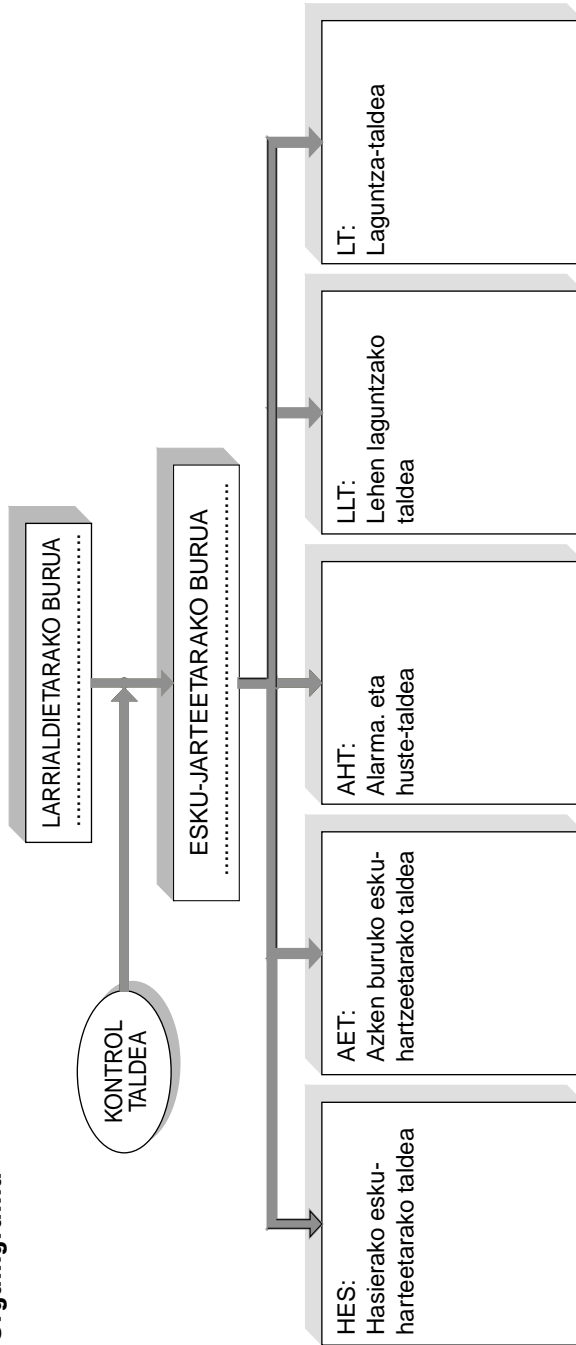 Organigrama
LARRIALDIETARAKO BURUA
........................................
ESKU-JARTEETARAKO BURUA
........................................................
KONTROL
TALDEA
HES:
Hasierako esku-
harteetarako taldea
AET:
Azken buruko esku-
hartzeetarako taldea
AHT:
Alarma. eta
huste-taldea
LLT:
Lehen laguntzako
taldea
LT:
Laguntza-taldea